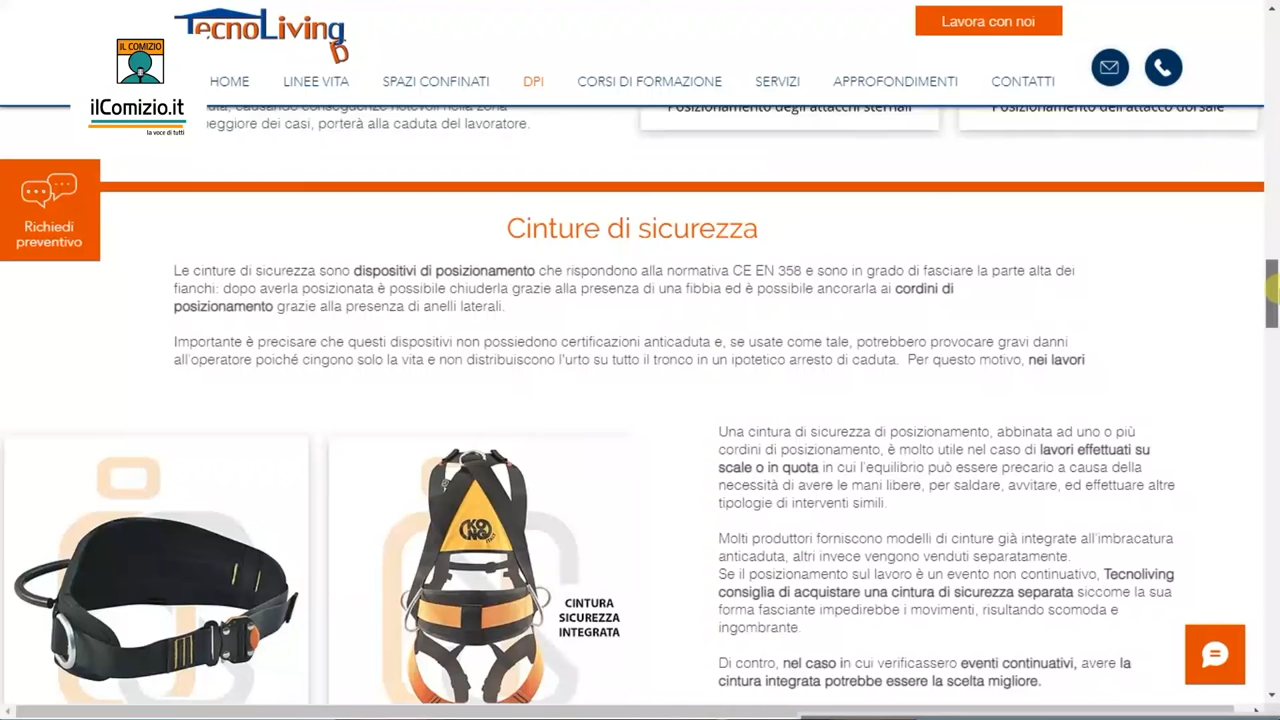 TecnoLiving
Lavora con noi
IL COMIZIO
ilComizio.it
la voce di tutti
HOME LINEE VITA SPAZI CONFINATI DPI CORSI DI FORMAZIONE SERVIZI APPROFONDIMENTI CONTATTI
causando conseguenze notevoli nella zona
peggiore dei casi, porterà alla caduta del lavoratore.
Posizionamento degli attacchi sternali
Posizionamento dell'attacco dorsale
Richiedi
preventivo
Cinture di sicurezza
Le cinture di sicurezza sono dispositivi di posizionamento che rispondono alla normativa CE EN 358 e sono in grado di fasciare la parte alta dei
fianchi: dopo averla posizionata è possibile chiuderla grazie alla presenza di una fibbia ed è possibile ancorarla ai cordini di
posizionamento grazie alla presenza di anelli laterali.
Importante è precisare che questi dispositivi non possiedono certificazioni anticaduta e, se usate come tale, potrebbero provocare gravi danni
all'operatore poiché cingono solo la vita e non distribuiscono l'urto su tutto il tronco in un ipotetico arresto di caduta. Per questo motivo, nei lavori
KONG
CINTURA
SICUREZZA
INTEGRATA
Una cintura di sicurezza di posizionamento, abbinata ad uno o più
cordini di posizionamento, è molto utile nel caso di lavori effettuati su
scale o in quota in cui l'equilibrio può essere precario a causa della
necessità di avere le mani libere, per saldare, avvitare, ed effettuare altre
tipologie di interventi simili.
Molti produttori forniscono modelli di cinture già integrate all'imbracatura
anticaduta, altri invece vengono venduti separatamente.
Se il posizionamento sul lavoro è un evento non continuativo, Tecnoliving
consiglia di acquistare una cintura di sicurezza separata siccome la sua
forma fasciante impedirebbe i movimenti, risultando scomoda e
ingombrante.
Di contro, nel caso in cui verificassero eventi continuativi, avere la
cintura integrata potrebbe essere la scelta migliore.